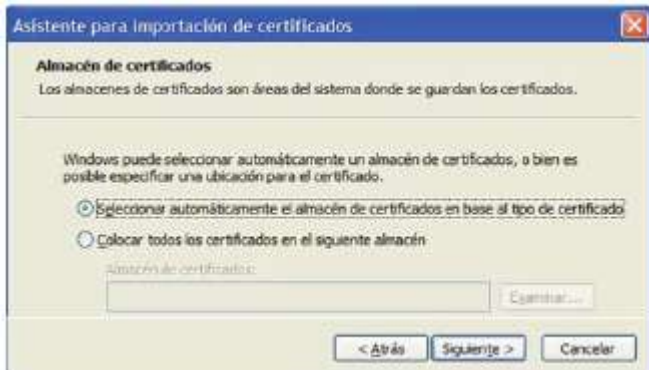 Asistente para importación de certificados
Almacén de certificados
Los almacenes de certificados son áreas del sistema donde se guardan los certificados.
Windows puede seleccionar automáticamente un almacén de certificados, o bien es
posible especificar una ubicación para el certificado.
Seleccionar automáticamente el almacén de certificados en base al tipo de certificado
Colocar todos los certificados en el siguiente almacén
Almacén de certificados:
Examinar...
< Atrás Siguiente > Cancelar